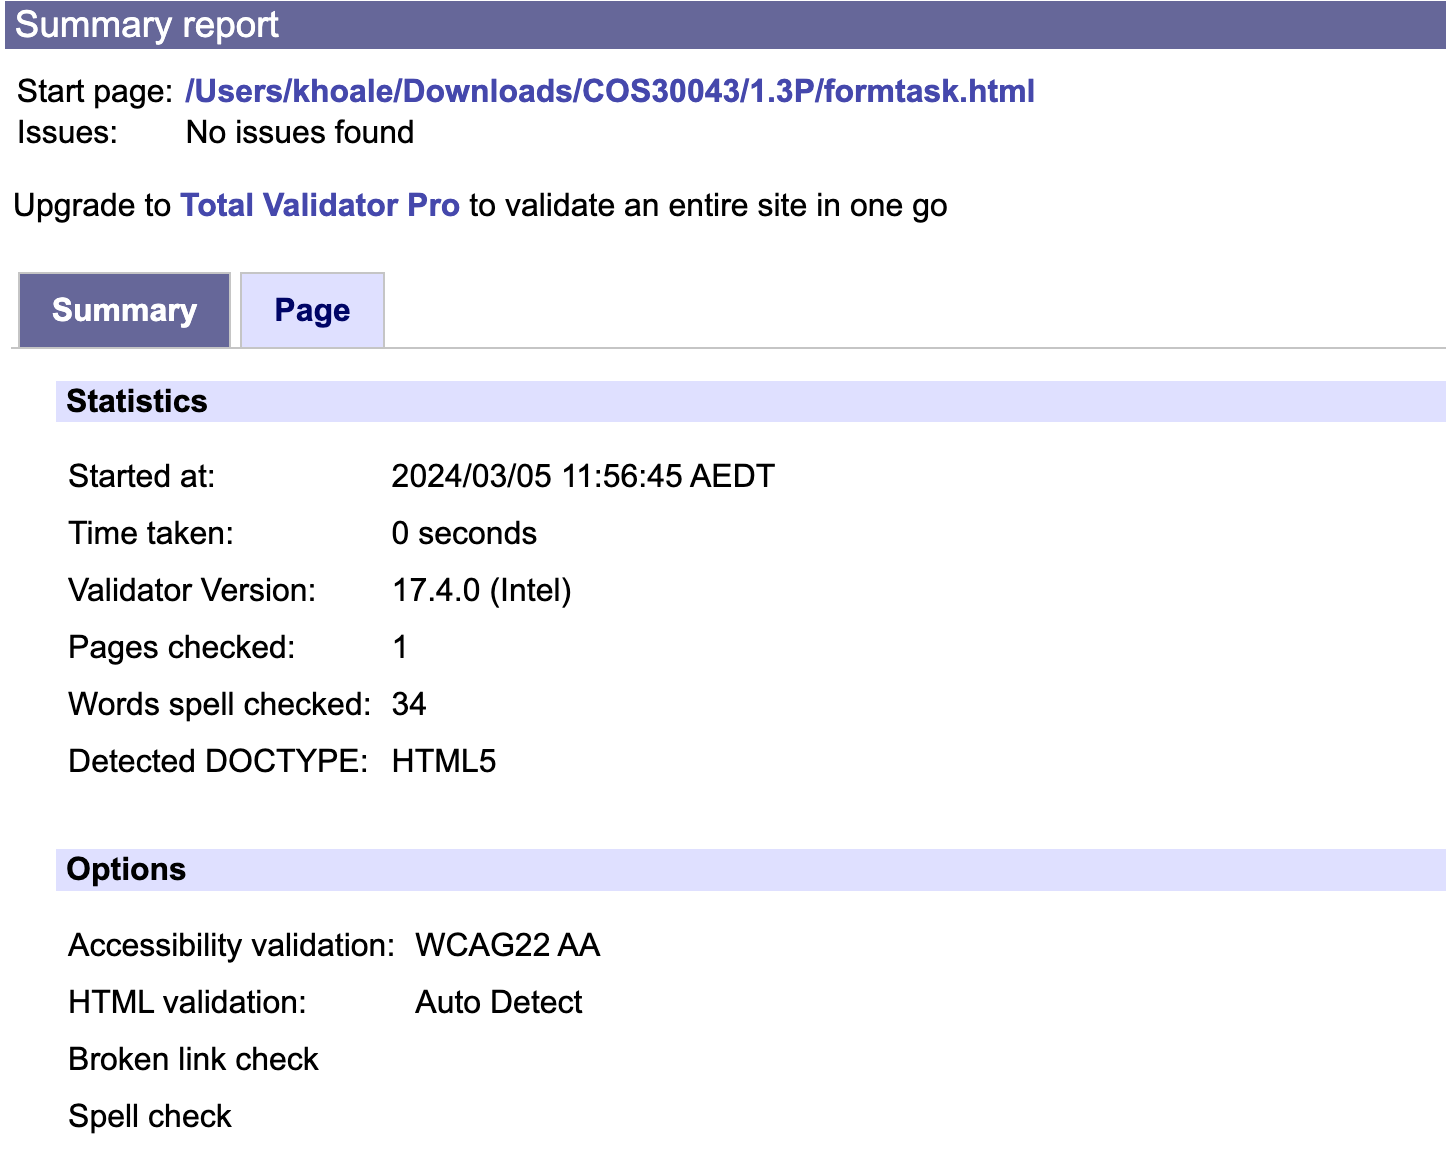 Summary report
Start page: /Users/khoale/Downloads/COS30043/1.3P/formtask.html
Issues: No issues found
Upgrade to Total Validator Pro to validate an entire site in one go
Summary Page
Statistics
Started at: 2024/03/05 11:56:45 AEDT
Time taken: 0 seconds
Validator Version: 17.4.0 (Intel)
Pages checked: 1
Words spell checked: 34
Detected DOCTYPE: HTML5
Options
Accessibility validation: WCAG22 AA
HTML validation: Auto Detect
Broken link check
Spell check